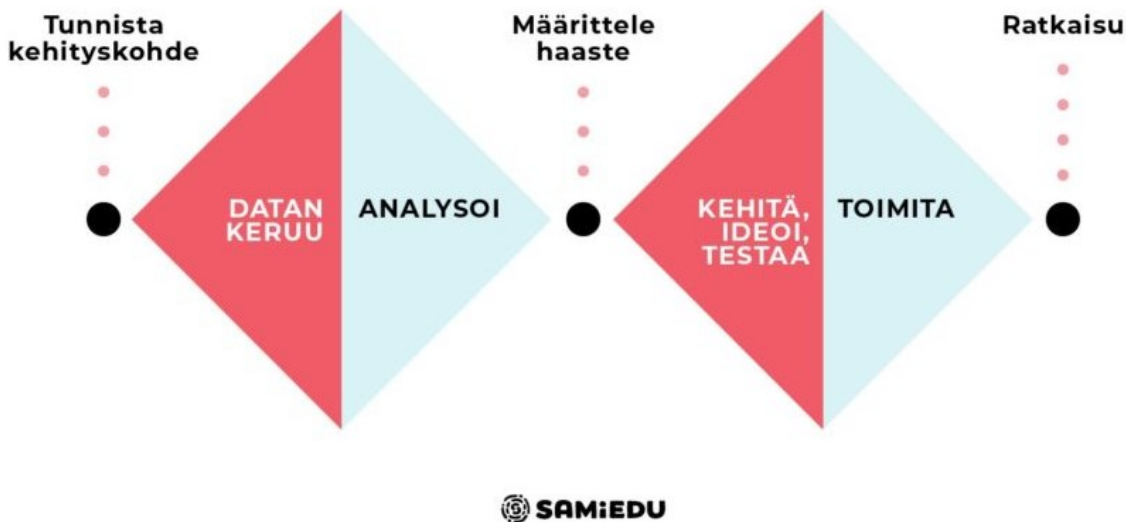 Tunnista
kehityskohde
Määrittele
haaste
Ratkaisu
DATAN
KERUU
ANALYSOI
KEHITÄ,
IDEOI,
TESTAA
TOIMITA
SAMiEDU